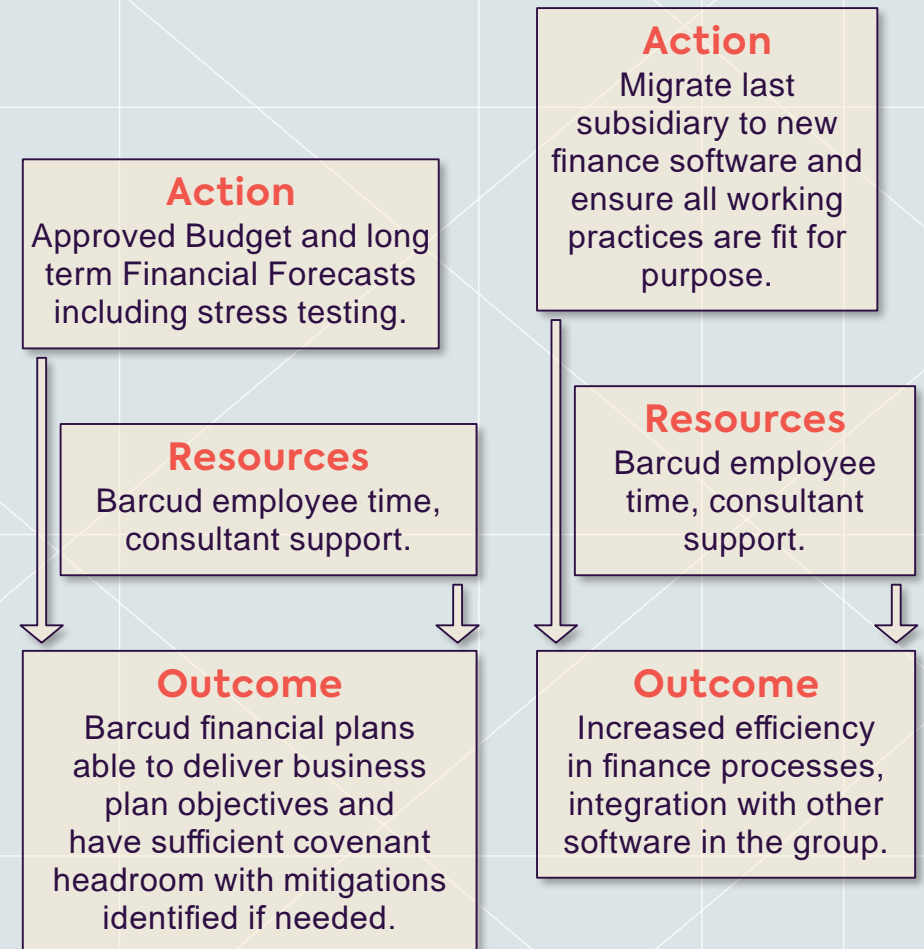 Action
Approved Budget and long
term Financial Forecasts
including stress testing.
Resources
Barcud employee time,
consultant support.
Outcome
Barcud financial plans
able to deliver business
plan objectives and
have sufficient covenant
headroom with mitigations
identified if needed.
Action
Migrate last
subsidiary to new
finance software and
ensure all working
practices are fit for
purpose.
Resources
Barcud employee
time, consultant
support.
Outcome
Increased efficiency
in finance processes,
integration with other
software in the group.